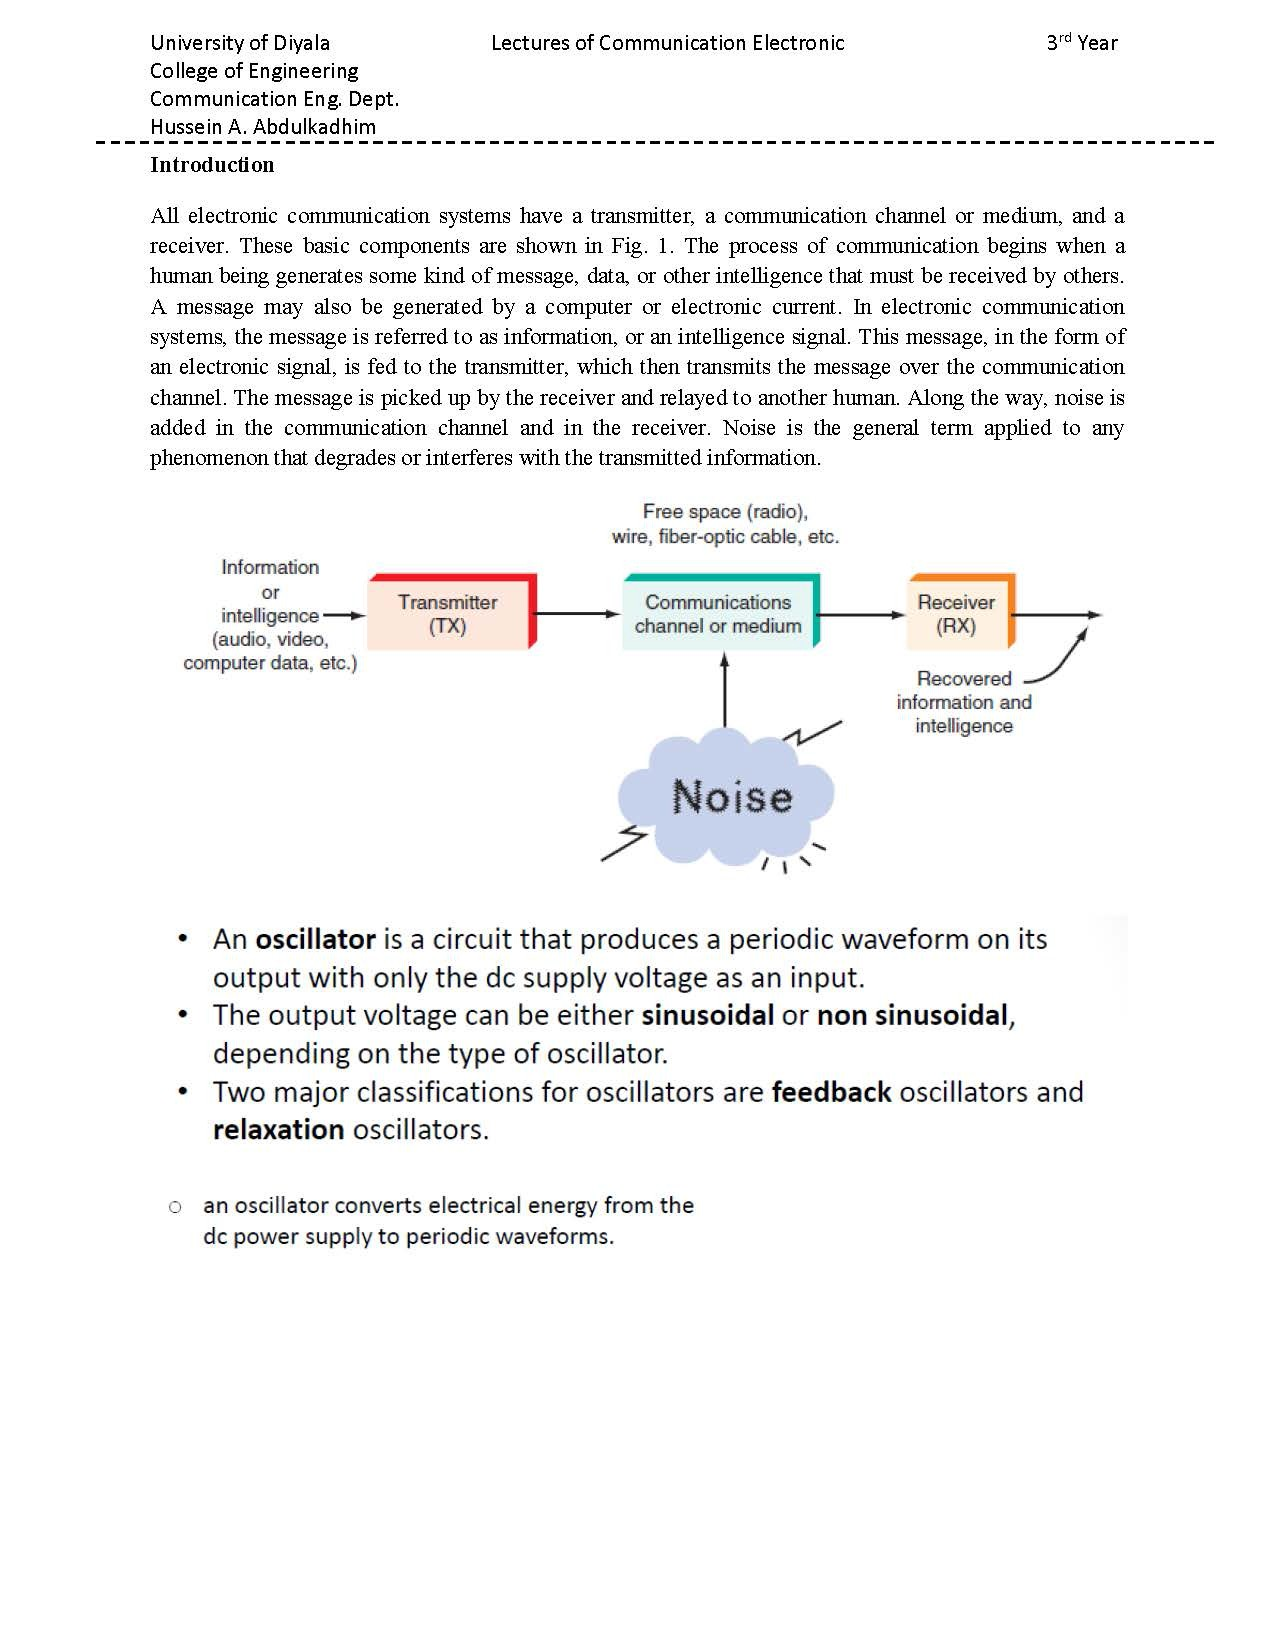 University of Diyala Lectures of Communication Electronic 3rd Year
College of Engineering
Communication Eng. Dept.
Hussein A. Abdulkadhim
Introduction
All electronic communication systems have a transmitter, a communication channel or medium, and a
receiver. These basic components are shown in Fig. 1. The process of communication begins when a
human being generates some kind of message, data, or other intelligence that must be received by others.
A message may also be generated by a computer or electronic current. In electronic communication
systems, the message is referred to as information, or an intelligence signal. This message, in the form of
an electronic signal, is fed to the transmitter, which then transmits the message over the communication
channel. The message is picked up by the receiver and relayed to another human. Along the way, noise is
added in the communication channel and in the receiver. Noise is the general term applied to any
phenomenon that degrades or interferes with the transmitted information.
Free space (radio),
wire, fiber-optic cable, etc.
Information
or
intelligence
(audio, video,
computer data, etc.)
Transmitter
(TX)
Communications
channel or medium
Receiver
(RX)
Recovered
information and
intelligence
Noise
• An oscillator is a circuit that produces a periodic waveform on its
output with only the dc supply voltage as an input.
• The output voltage can be either sinusoidal or non sinusoidal,
depending on the type of oscillator.
• Two major classifications for oscillators are feedback oscillators and
relaxation oscillators.
○ an oscillator converts electrical energy from the
dc power supply to periodic waveforms.